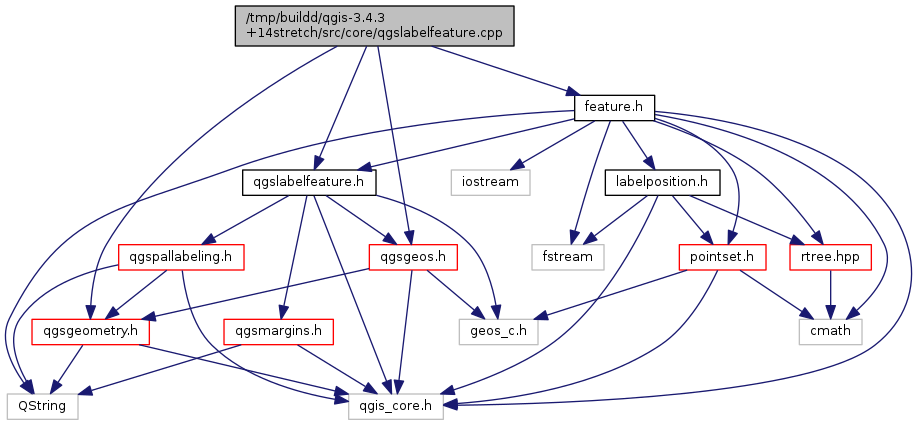 /tmp/buildd/qgis-3.4.3
+14stretch/src/core/qgslabelfeature.cpp
feature.h
qgslabelfeature.h
iostream
labelposition.h
qgspallabeling.h
qgsgeos.h
fstream
pointset.h
rtree.hpp
qgsgeometry.h
qgsmargins.h
geos_c.h
cmath
QString
qgis_core.h